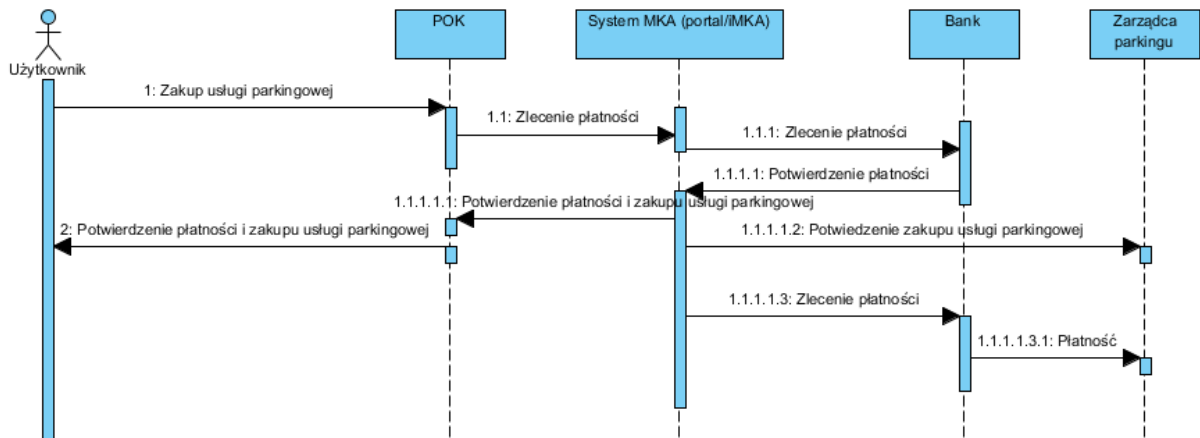 POK
System MKA (portal/iMKA)
Bank
Zarządca
parkingu
Użytkownik
1: Zakup usługi parkingowej
1.1: Zlecenie płatności
1.1.1: Zlecenie płatności
1.1.1.1: Potwierdzenie płatności
1.1.1.1.1: Potwierdzenie płatności i zakupu usługi parkingowej
2: Potwierdzenie płatności i zakupu usługi parkingowej
1.1.1.1.2: Potwiedzenie zakupu usługi parkingowej
1.1.1.1.3: Zlecenie płatności
1.1.1.1.3.1: Płatność